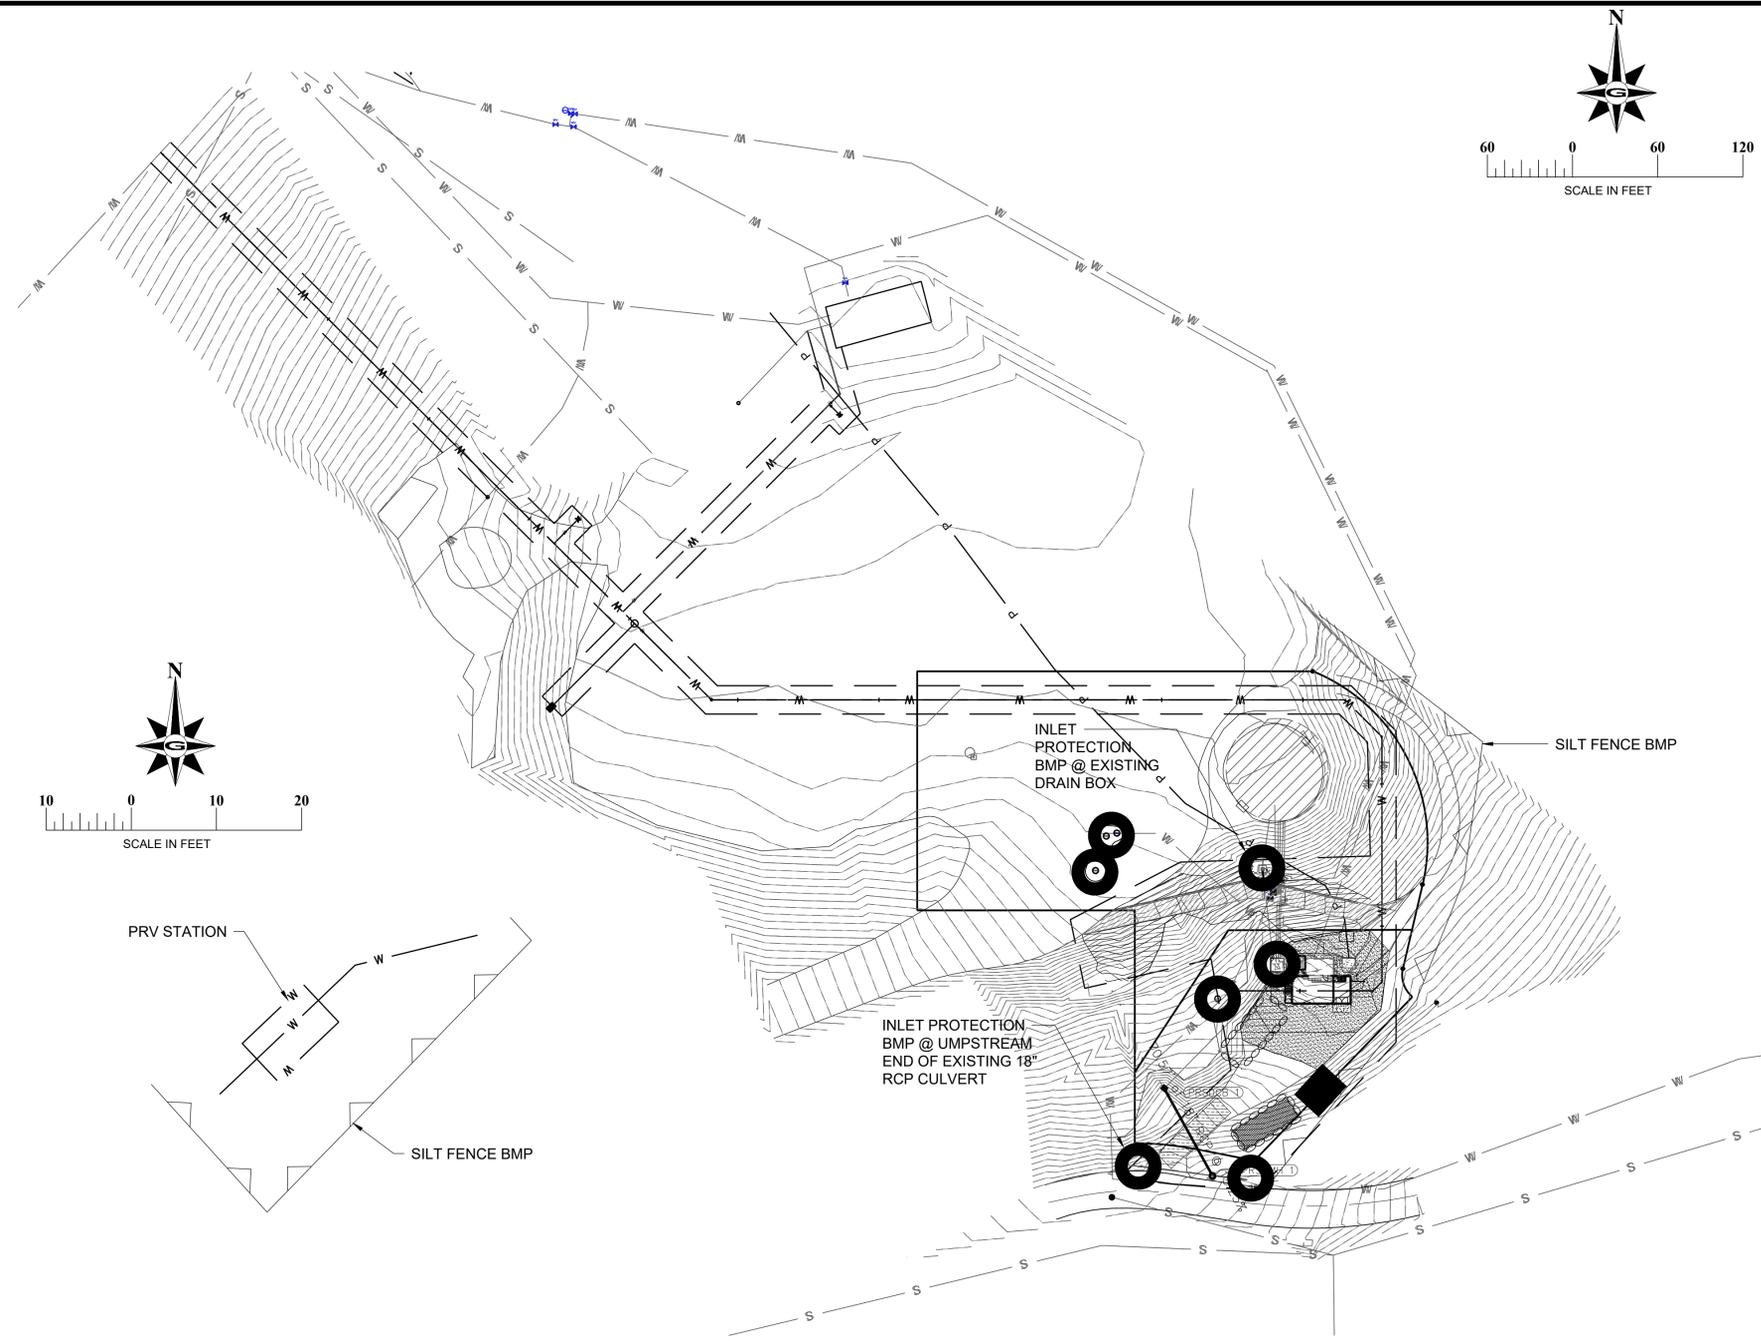 N
G
60 0 60 120
SCALE IN FEET
N
G
10 0 10 20
SCALE IN FEET
INLET
PROTECTION
BMP @ EXISTING
DRAIN BOX
SILT FENCE BMP
PRV STATION
W
W
W
W
SILT FENCE BMP
INLET PROTECTION
BMP @ UMPSTREAM
END OF EXISTING 18"
RCP CULVERT
S
W
P